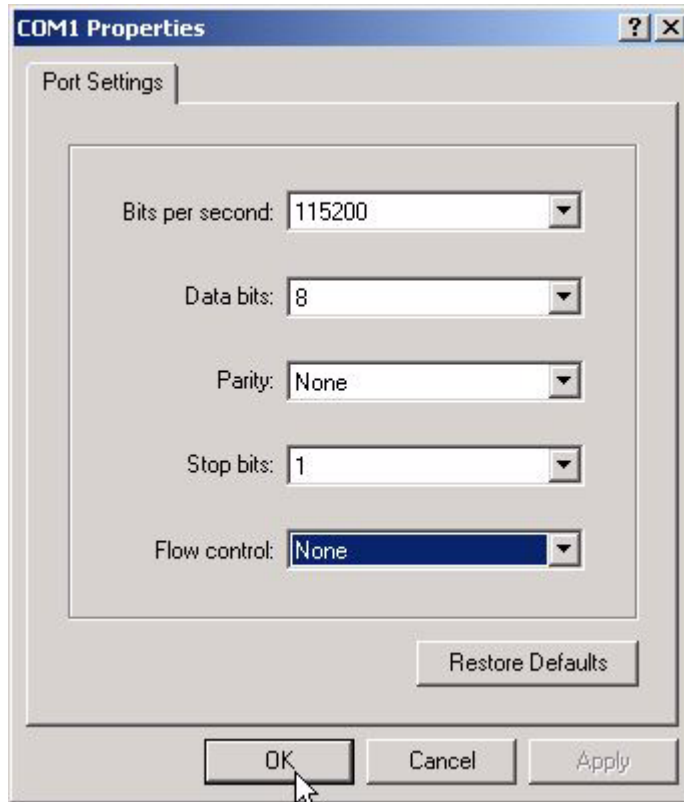 COM1 Properties
Port Settings
Bits per second: 115200
Data bits: 8
Parity: None
Stop bits: 1
Flow control: None
Restore Defaults
OK Cancel Apply